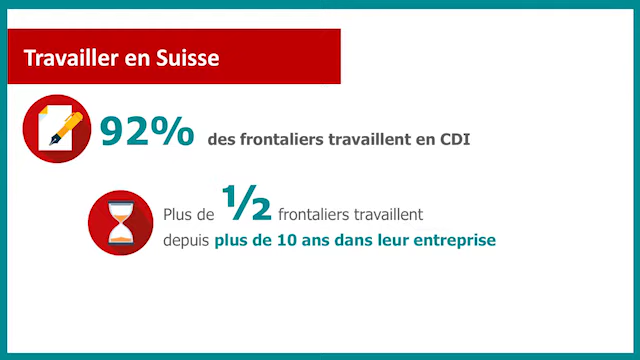 Travailler en Suisse
92% des frontaliers travaillent en CDI
Plus de ½ frontaliers travaillent
depuis plus de 10 ans dans leur entreprise